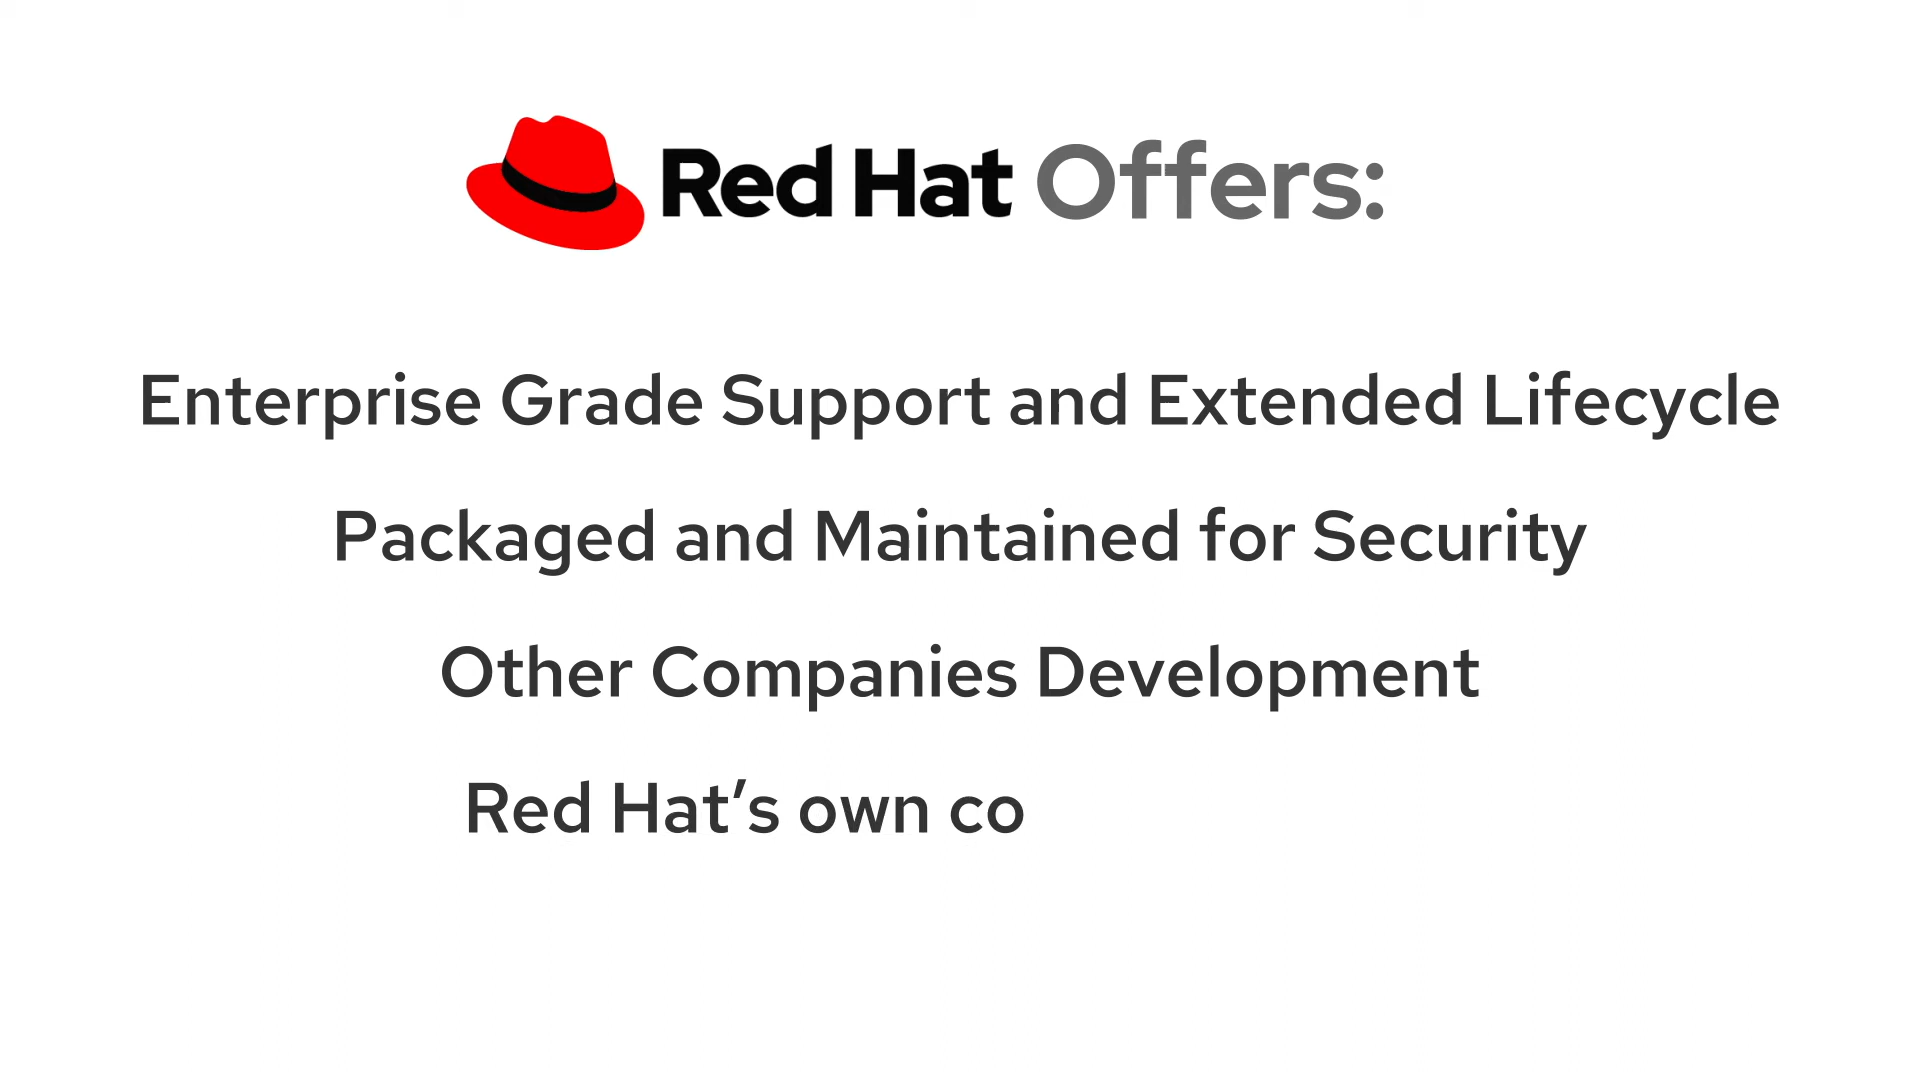 Red Hat Offers:
Enterprise Grade Support and Extended Lifecycle
Packaged and Maintained for Security
Other Companies Development
Red Hat’s own co